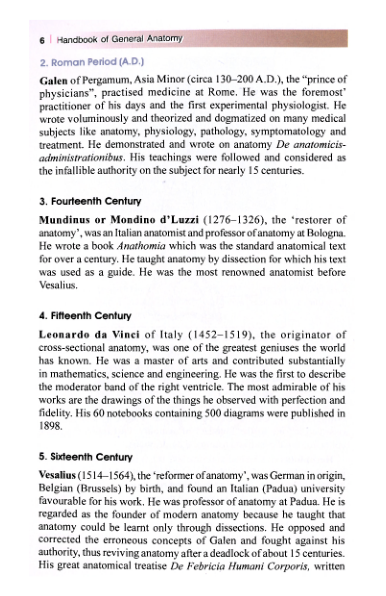 6 | Handbook of General Anatomy
2. Roman Period (A.D.)
Galen of Pergamum, Asia Minor (circa 130–200 A.D.), the “prince of
physicians”, practised medicine at Rome. He was the foremost’
practitioner of his days and the first experimental physiologist. He
wrote voluminously and theorized and dogmatized on many medical
subjects like anatomy, physiology, pathology, symptomatology and
treatment. He demonstrated and wrote on anatomy De anatomicis-
administrationibus. His teachings were followed and considered as
the infallible authority on the subject for nearly 15 centuries.
3. Fourteenth Century
Mundinus or Mondino d’Luzzi (1276–1326), the ‘restorer of
anatomy’, was an Italian anatomist and professor of anatomy at Bologna.
He wrote a book Anathomia which was the standard anatomical text
for over a century. He taught anatomy by dissection for which his text
was used as a guide. He was the most renowned anatomist before
Vesalius.
4. Fifteenth Century
Leonardo da Vinci of Italy (1452–1519), the originator of
cross-sectional anatomy, was one of the greatest geniuses the world
has known. He was a master of arts and contributed substantially
in mathematics, science and engineering. He was the first to describe
the moderator band of the right ventricle. The most admirable of his
works are the drawings of the things he observed with perfection and
fidelity. His 60 notebooks containing 500 diagrams were published in
1898.
5. Sixteenth Century
Vesalius (1514–1564), the ‘reformer of anatomy’, was German in origin,
Belgian (Brussels) by birth, and found an Italian (Padua) university
favourable for his work. He was professor of anatomy at Padua. He is
regarded as the founder of modern anatomy because he taught that
anatomy could be learnt only through dissections. He opposed and
corrected the erroneous concepts of Galen and fought against his
authority, thus reviving anatomy after a deadlock of about 15 centuries.
His great anatomical treatise De Febricia Humani Corporis, written